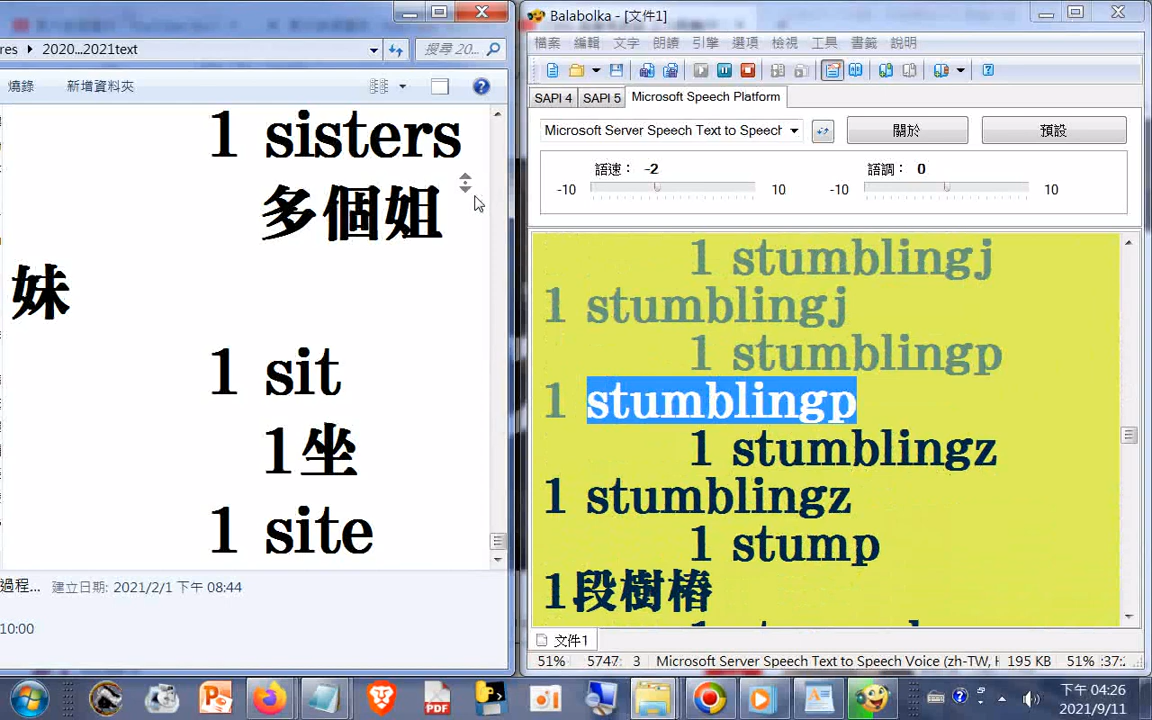 res ▸ 2020...2021text
搜尋 20...
燒錄
新增資料夾
1 sisters
多個姐
妹
1 sit
1坐
1 site
過程... 建立日期: 2021/2/1 下午 08:44
10:00
Balabolka - [文件1]
檔案 編輯 文字 朗讀 引擎 選項 檢視 工具 書籤 說明
SAPI 4 SAPI 5 Microsoft Speech Platform
Microsoft Server Speech Text to Speech
關於 預設
語速： -2 語調： 0
-10 10 -10 10
1 stumblingj
1 stumblingj
1 stumblingp
1 stumblingp
1 stumblingz
1 stumblingz
1 stump
1段樹樁
文件1
51% 5747: 3 Microsoft Server Speech Text to Speech Voice (zh-TW, H 195 KB 51% :37:
PDF
下午 04:26
2021/9/11